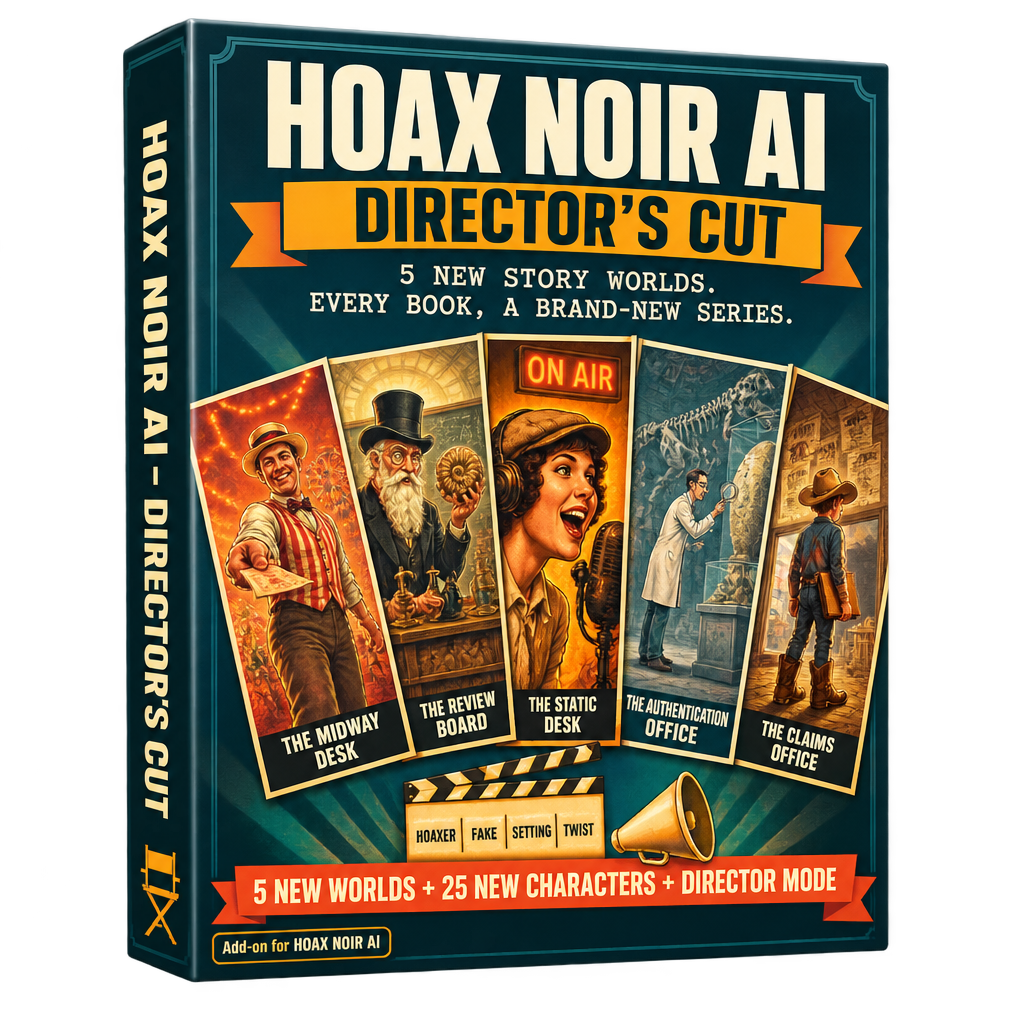 HOAX NOIR AI
DIRECTOR'S CUT
5 NEW STORY WORLDS.
EVERY BOOK, A BRAND-NEW SERIES.
ON AIR
THE MIDWAY
DESK
THE REVIEW
BOARD
THE STATIC
DESK
THE AUTHENTICATION
OFFICE
THE CLAIMS
OFFICE
HOAXER FAKE SETTING TWIST
5 NEW WORLDS + 25 NEW CHARACTERS + DIRECTOR MODE
Add-on for HOAX NOIR AI
HOAX NOIR AI – DIRECTOR'S CUT